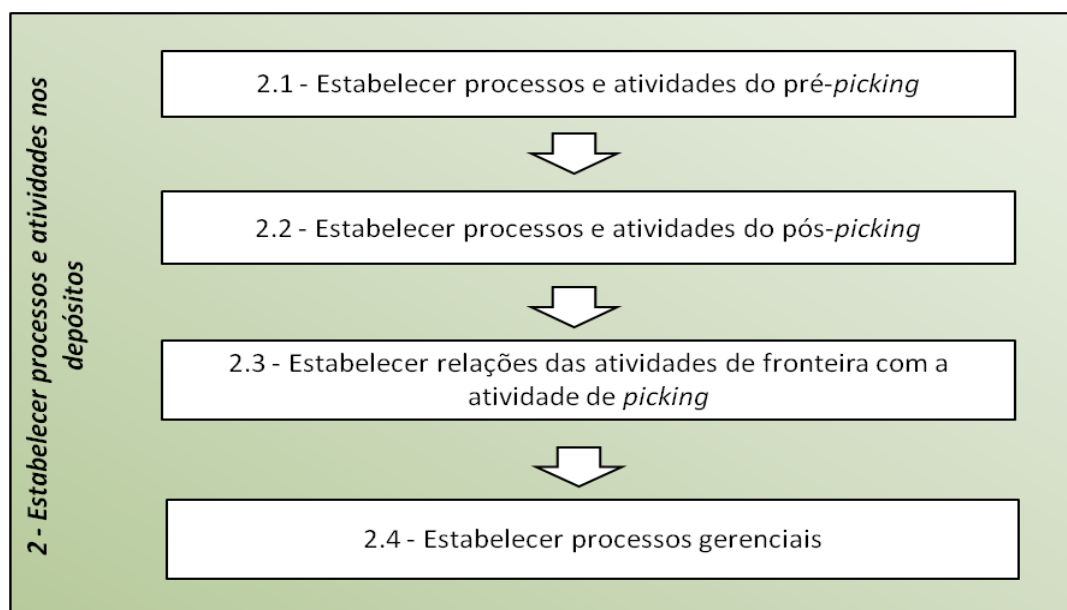 2 - Estabelecer processos e atividades nos
depósitos
2.1 - Estabelecer processos e atividades do pré-picking
2.2 - Estabelecer processos e atividades do pós-picking
2.3 - Estabelecer relações das atividades de fronteira com a
atividade de picking
2.4 - Estabelecer processos gerenciais